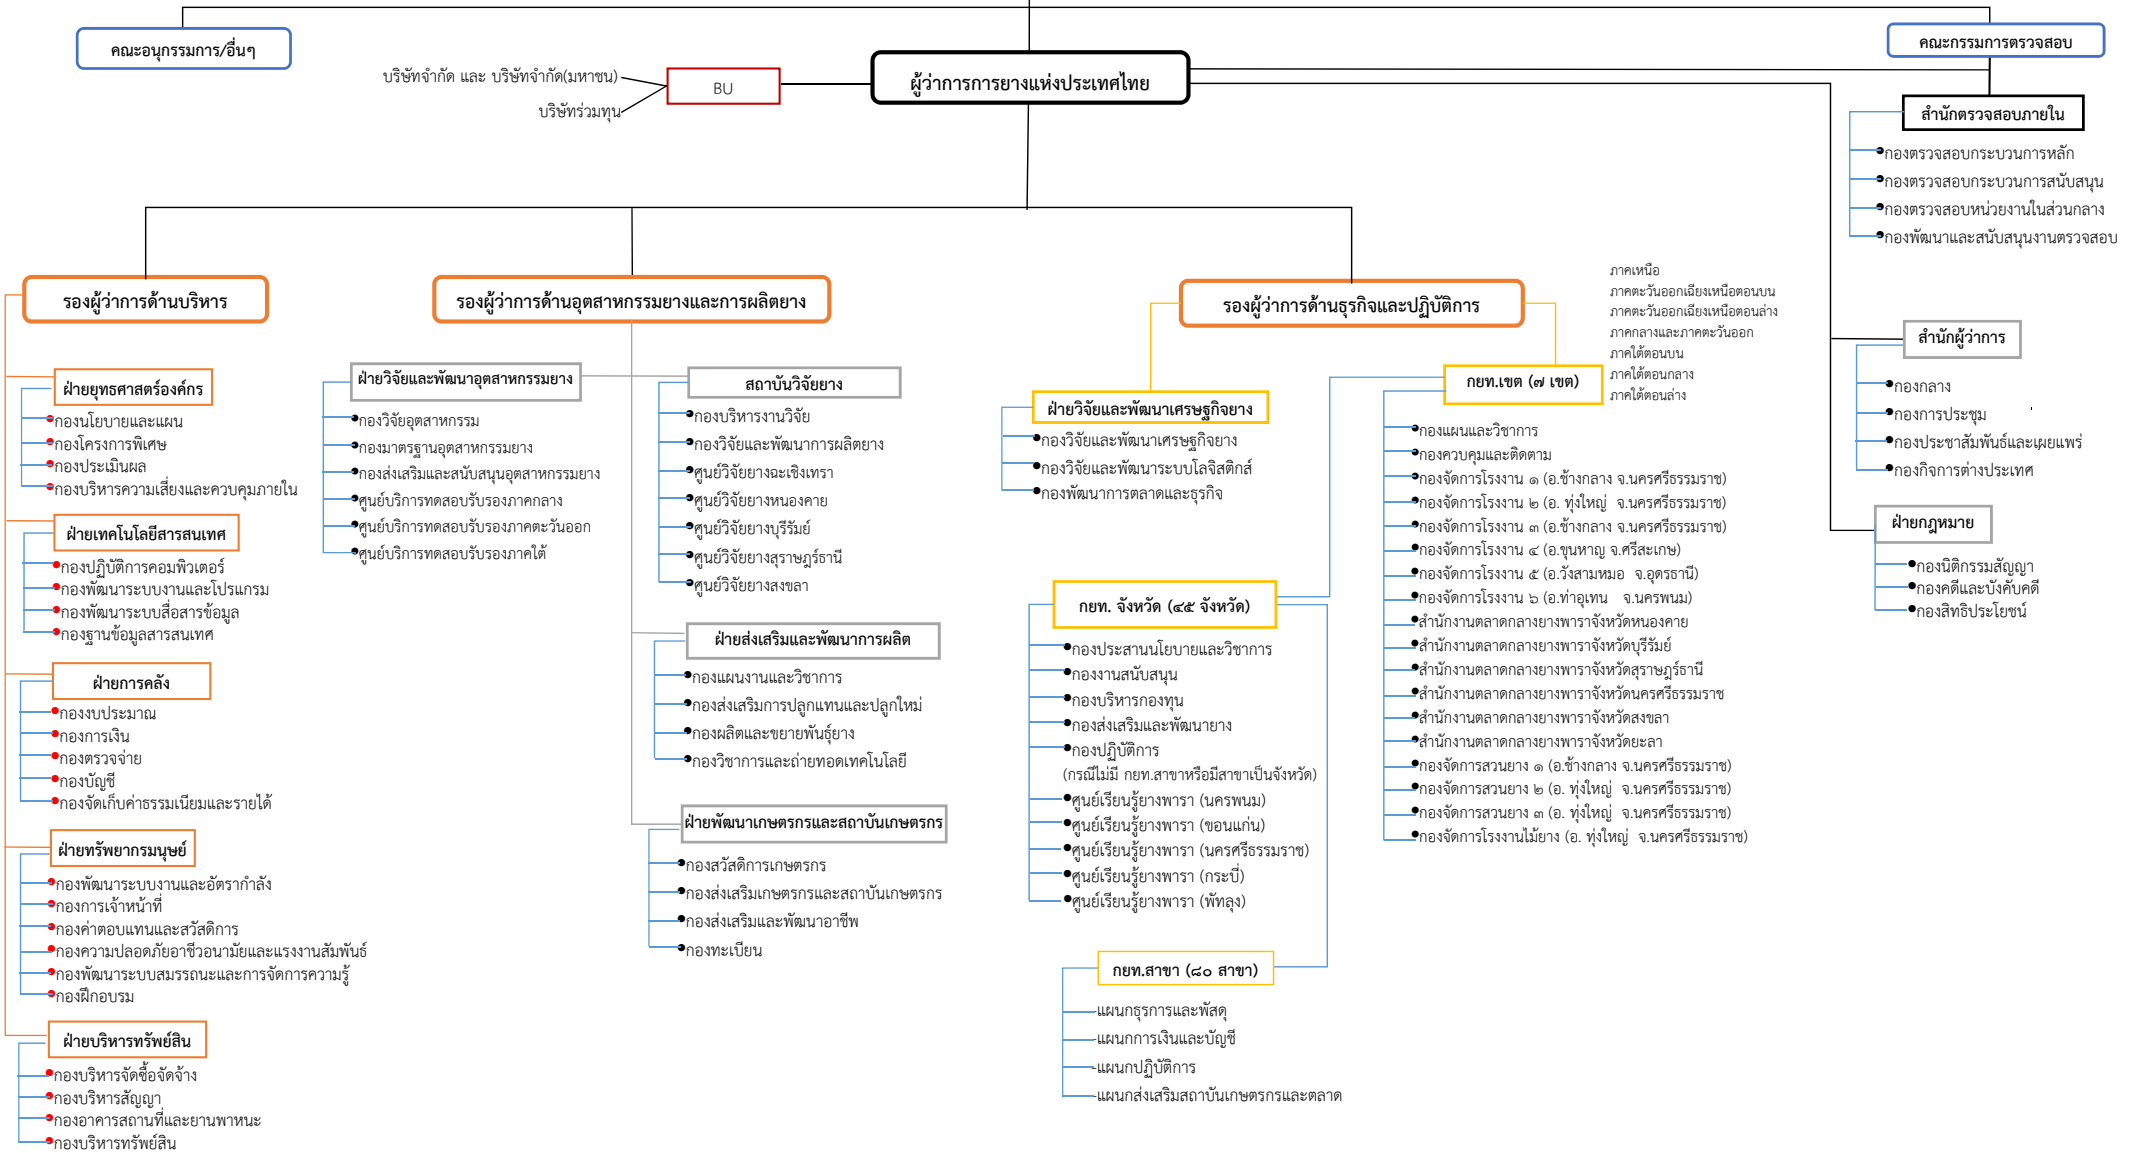 คณะอนุกรรมการ/อื่นๆ
คณะกรรมการตรวจสอบ
ผู้ว่าการการยางแห่งประเทศไทย
BU
บริษัทจำกัด และ บริษัทจำกัด(มหาชน)
บริษัทร่วมทุน
สำนักตรวจสอบภายใน
กองตรวจสอบกระบวนการหลัก
กองตรวจสอบกระบวนการสนับสนุน
กองตรวจสอบหน่วยงานในส่วนกลาง
กองพัฒนาและสนับสนุนงานตรวจสอบ
รองผู้ว่าการด้านบริหาร
ฝ่ายยุทธศาสตร์องค์กร
กองนโยบายและแผน
กองโครงการพิเศษ
กองประเมินผล
กองบริหารความเสี่ยงและควบคุมภายใน
ฝ่ายเทคโนโลยีสารสนเทศ
กองปฏิบัติการคอมพิวเตอร์
กองพัฒนาระบบงานและโปรแกรม
กองพัฒนาระบบสื่อสารข้อมูล
กองฐานข้อมูลสารสนเทศ
ฝ่ายการคลัง
กองงบประมาณ
กองการเงิน
กองตรวจจ่าย
กองบัญชี
กองจัดเก็บค่าธรรมเนียมและรายได้
ฝ่ายทรัพยากรมนุษย์
กองพัฒนาระบบงานและอัตรากำลัง
กองการเจ้าหน้าที่
กองค่าตอบแทนและสวัสดิการ
กองความปลอดภัยอาชีวอนามัยและแรงงานสัมพันธ์
กองพัฒนาระบบสมรรถนะและการจัดการความรู้
กองฝึกอบรม
ฝ่ายบริหารทรัพย์สิน
กองบริหารจัดซื้อจัดจ้าง
กองบริหารสัญญา
กองอาคารสถานที่และยานพาหนะ
กองบริหารทรัพย์สิน
รองผู้ว่าการด้านอุตสาหกรรมยางและการผลิตยาง
ฝ่ายวิจัยและพัฒนาอุตสาหกรรมยาง
กองวิจัยอุตสาหกรรม
กองมาตรฐานอุตสาหกรรมยาง
กองส่งเสริมและสนับสนุนอุตสาหกรรมยาง
ศูนย์บริการทดสอบรับรองภาคกลาง
ศูนย์บริการทดสอบรับรองภาคตะวันออก
ศูนย์บริการทดสอบรับรองภาคใต้
สถาบันวิจัยยาง
กองบริหารงานวิจัย
กองวิจัยและพัฒนาการผลิตยาง
ศูนย์วิจัยยางฉะเชิงเทรา
ศูนย์วิจัยยางหนองคาย
ศูนย์วิจัยยางบุรีรัมย์
ศูนย์วิจัยยางสุราษฎร์ธานี
ศูนย์วิจัยยางสงขลา
ฝ่ายส่งเสริมและพัฒนาการผลิต
กองแผนงานและวิชาการ
กองส่งเสริมการปลูกแทนและปลูกใหม่
กองผลิตและขยายพันธุ์ยาง
กองวิชาการและถ่ายทอดเทคโนโลยี
ฝ่ายพัฒนาเกษตรกรและสถาบันเกษตรกร
กองสวัสดิการเกษตรกร
กองส่งเสริมเกษตรกรและสถาบันเกษตรกร
กองส่งเสริมและพัฒนาอาชีพ
กองทะเบียน
รองผู้ว่าการด้านธุรกิจและปฏิบัติการ
ฝ่ายวิจัยและพัฒนาเศรษฐกิจยาง
กองวิจัยและพัฒนาเศรษฐกิจยาง
กองวิจัยและพัฒนาระบบโลจิสติกส์
กองพัฒนาการตลาดและธุรกิจ
กยท. จังหวัด (๔๕ จังหวัด)
กองประสานนโยบายและวิชาการ
กองงานสนับสนุน
กองบริหารกองทุน
กองส่งเสริมและพัฒนายาง
กองปฏิบัติการ
(กรณีไม่มี กยท.สาขาหรือมีสาขาเป็นจังหวัด)
ศูนย์เรียนรู้ยางพารา (นครพนม)
ศูนย์เรียนรู้ยางพารา (ขอนแก่น)
ศูนย์เรียนรู้ยางพารา (นครศรีธรรมราช)
ศูนย์เรียนรู้ยางพารา (กระบี่)
ศูนย์เรียนรู้ยางพารา (พัทลุง)
กยท.สาขา (๘๐ สาขา)
-แผนกธุรการและพัสดุ
-แผนกการเงินและบัญชี
-แผนกปฏิบัติการ
-แผนกส่งเสริมสถาบันเกษตรกรและตลาด
ภาคเหนือ
ภาคตะวันออกเฉียงเหนือตอนบน
ภาคตะวันออกเฉียงเหนือตอนล่าง
ภาคกลางและภาคตะวันออก
ภาคใต้ตอนบน
ภาคใต้ตอนกลาง
ภาคใต้ตอนล่าง
กยท.เขต (๗ เขต)
กองแผนและวิชาการ
กองควบคุมและติดตาม
กองจัดการโรงงาน ๑ (อ.ช้างกลาง จ.นครศรีธรรมราช)
กองจัดการโรงงาน ๒ (อ. ทุ่งใหญ่ จ.นครศรีธรรมราช)
กองจัดการโรงงาน ๓ (อ.ช้างกลาง จ.นครศรีธรรมราช)
กองจัดการโรงงาน ๔ (อ.ขุนหาญ จ.ศรีสะเกษ)
กองจัดการโรงงาน ๕ (อ.วังสามหมอ จ.อุดรธานี)
กองจัดการโรงงาน ๖ (อ.ท่าอุเทน จ.นครพนม)
สำนักงานตลาดกลางยางพาราจังหวัดหนองคาย
สำนักงานตลาดกลางยางพาราจังหวัดบุรีรัมย์
สำนักงานตลาดกลางยางพาราจังหวัดสุราษฎร์ธานี
สำนักงานตลาดกลางยางพาราจังหวัดนครศรีธรรมราช
สำนักงานตลาดกลางยางพาราจังหวัดสงขลา
สำนักงานตลาดกลางยางพาราจังหวัดยะลา
กองจัดการสวนยาง ๑ (อ.ช้างกลาง จ.นครศรีธรรมราช)
กองจัดการสวนยาง ๒ (อ. ทุ่งใหญ่ จ.นครศรีธรรมราช)
กองจัดการสวนยาง ๓ (อ. ทุ่งใหญ่ จ.นครศรีธรรมราช)
กองจัดการโรงงานไม้ยาง (อ. ทุ่งใหญ่ จ.นครศรีธรรมราช)
สำนักผู้ว่าการ
กองกลาง
กองการประชุม
กองประชาสัมพันธ์และเผยแพร่
กองกิจการต่างประเทศ
ฝ่ายกฎหมาย
กองนิติกรรมสัญญา
กองคดีและบังคับคดี
กองสิทธิประโยชน์